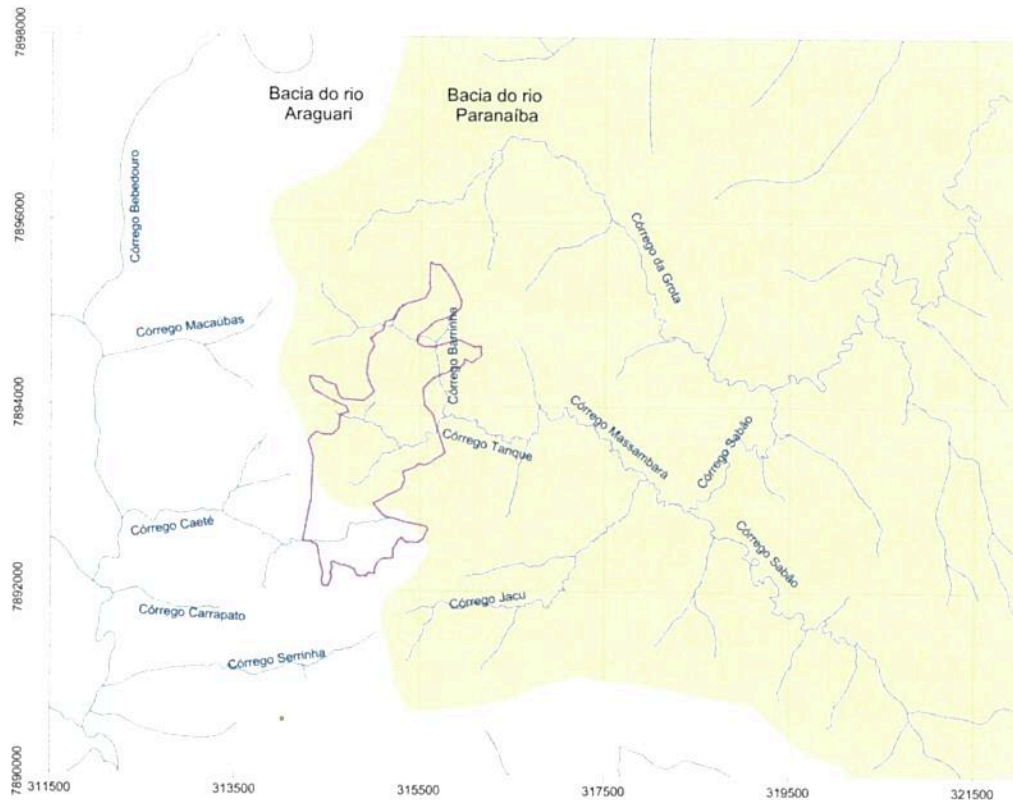 7898000
Bacia do rio
Araguari
Bacia do rio
Paranaíba
Córrego Bebedouro
7896000
Córrego da Grota
Córrego Macaúbas
Córrego Barrinha
7894000
Córrego Tanque
Córrego Massambará
Córrego Sabão
Córrego Caeté
Córrego Sabão
7892000
Córrego Carrapato
Córrego Jacu
Córrego Serrinha
7890000
311500
313500
315500
317500
319500
321500